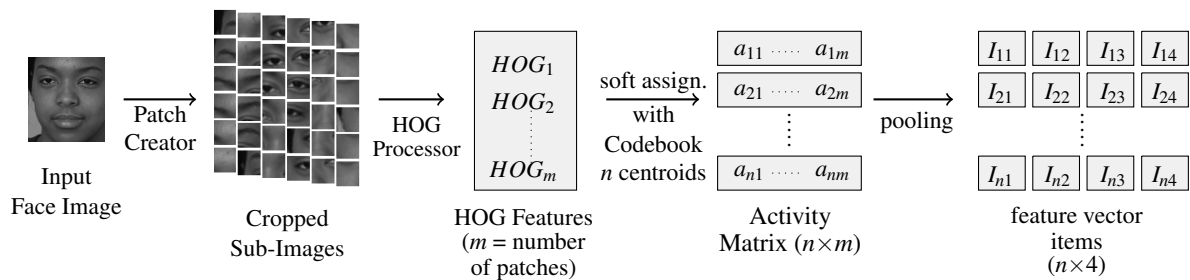 Input
Face Image
Patch
Creator
Cropped
Sub-Images
HOG
Processor
HOG₁
HOG₂
HOGₘ
HOG Features
(m = number
of patches)
soft assign.
with
Codebook
n centroids
a₁₁ ····· a₁ₘ
a₂₁ ····· a₂ₘ
aₙ₁ ····· aₙₘ
Activity
Matrix (n×m)
pooling
I₁₁ I₁₂ I₁₃ I₁₄
I₂₁ I₂₂ I₂₃ I₂₄
Iₙ₁ Iₙ₂ Iₙ₃ Iₙ₄
feature vector
items
(n×4)